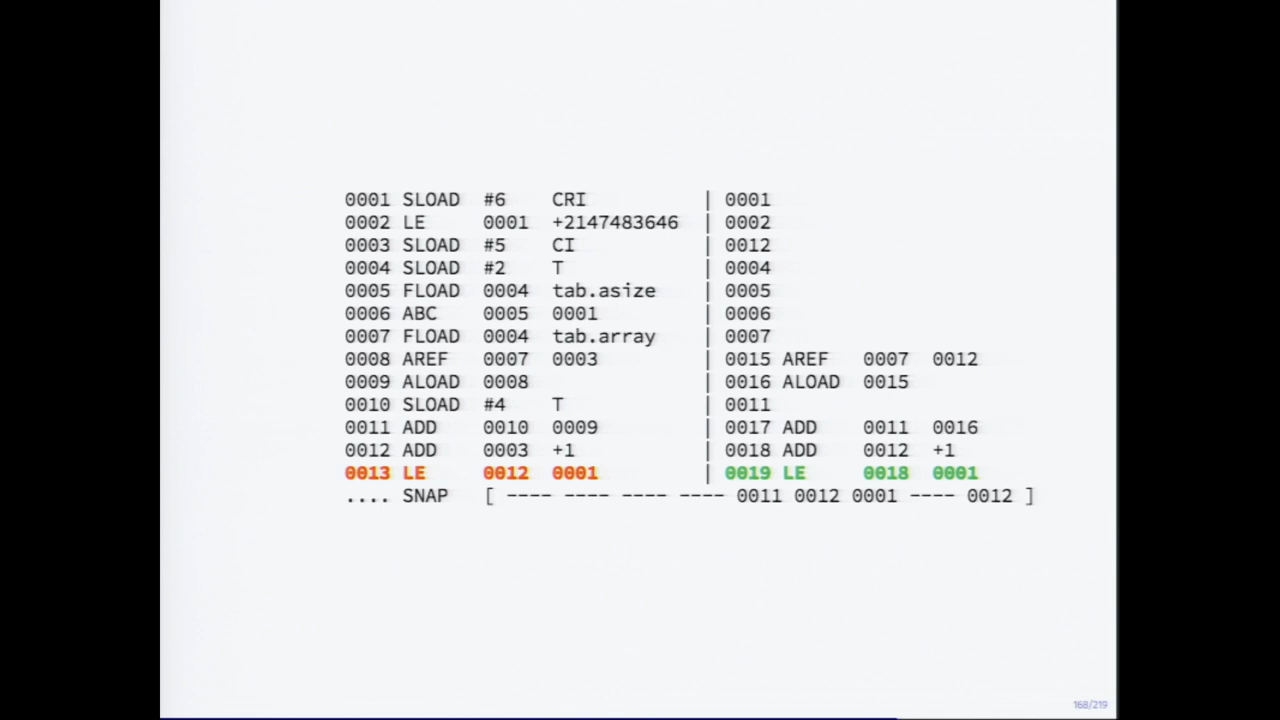 0001 SLOAD  #6    CRI          | 0001
0002 LE     0001  +2147483646  | 0002
0003 SLOAD  #5    CI           | 0012
0004 SLOAD  #2    T            | 0004
0005 FLOAD  0004  tab.asize    | 0005
0006 ABC    0005  0001         | 0006
0007 FLOAD  0004  tab.array    | 0007
0008 AREF   0007  0003         | 0015 AREF   0007  0012
0009 ALOAD  0008               | 0016 ALOAD  0015
0010 SLOAD  #4    T            | 0011
0011 ADD    0010  0009         | 0017 ADD    0011  0016
0012 ADD    0003  +1           | 0018 ADD    0012  +1
0013 LE     0012  0001         | 0019 LE     0018  0001
.... SNAP   [ ---- ---- ---- ---- 0011 0012 0001 ---- 0012 ]
168/219